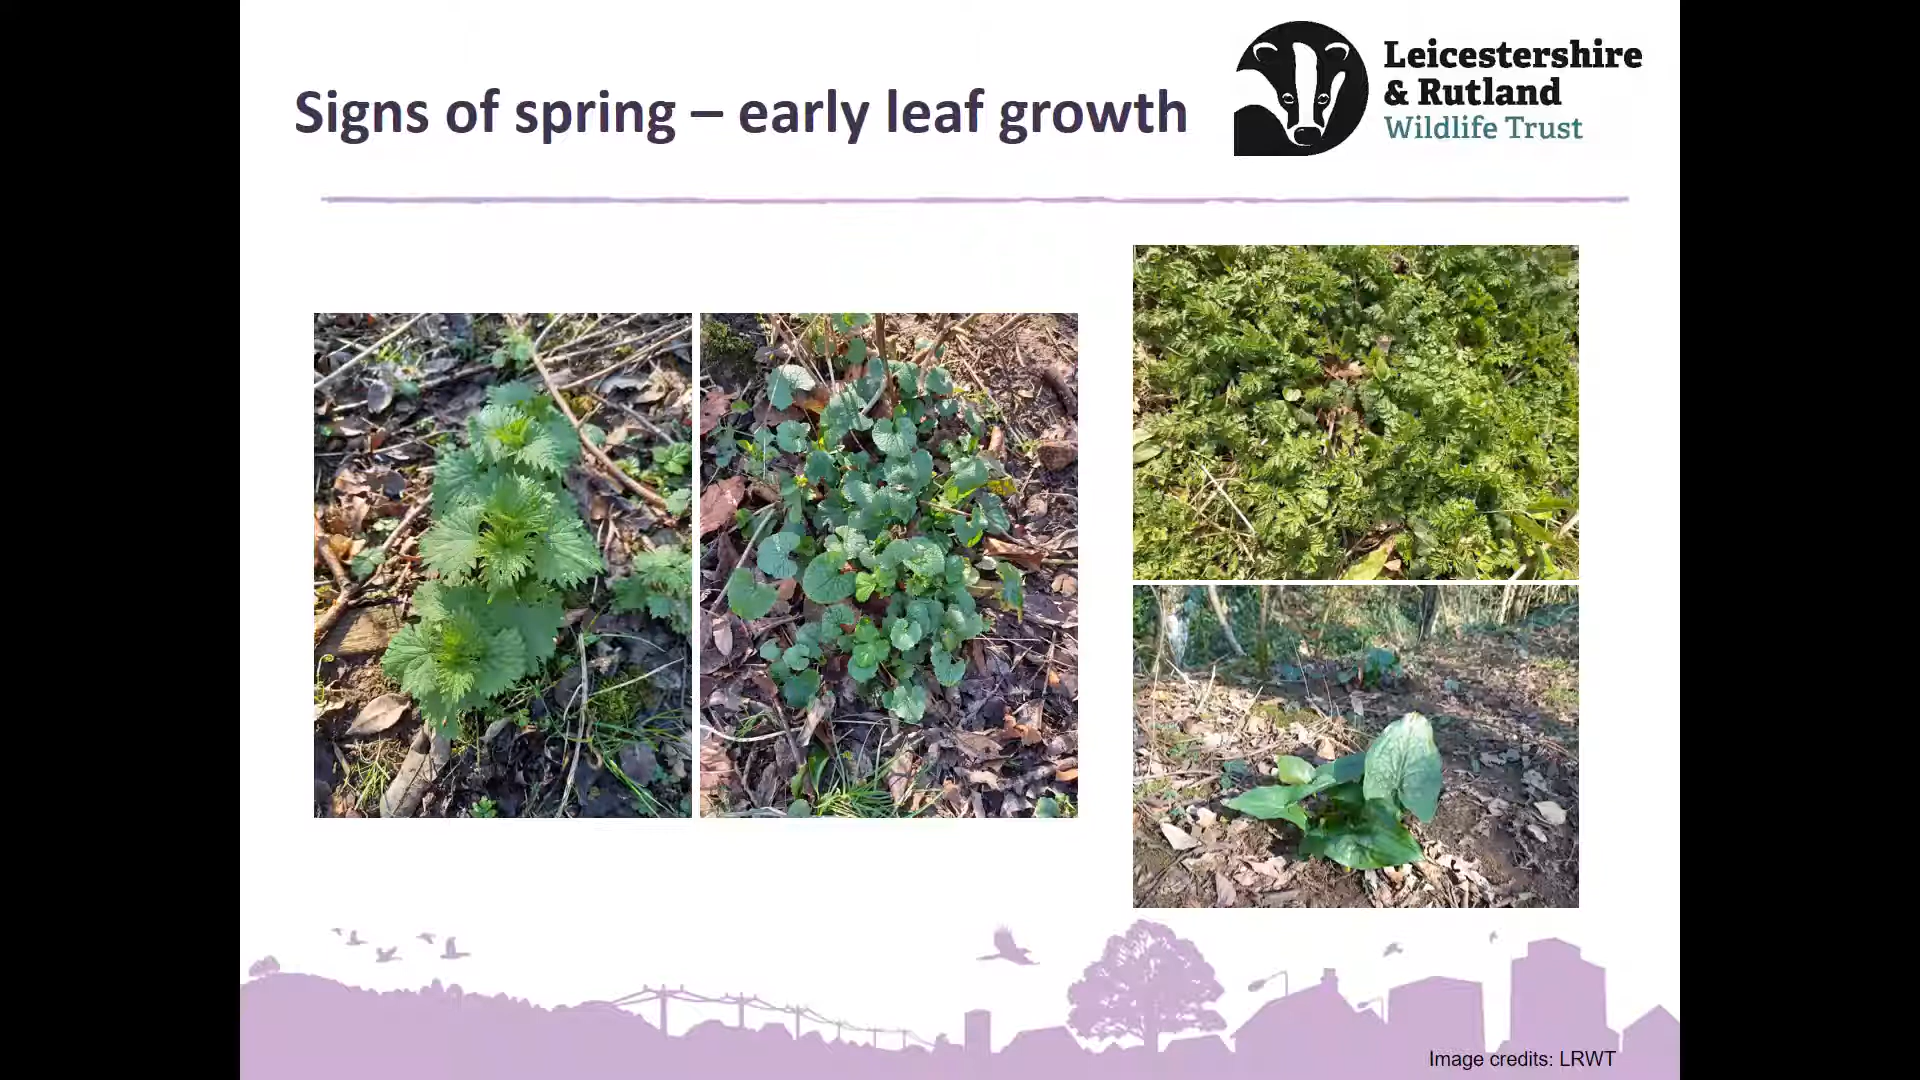 Signs of spring – early leaf growth
Leicestershire
& Rutland
Wildlife Trust
Image credits: LRWT